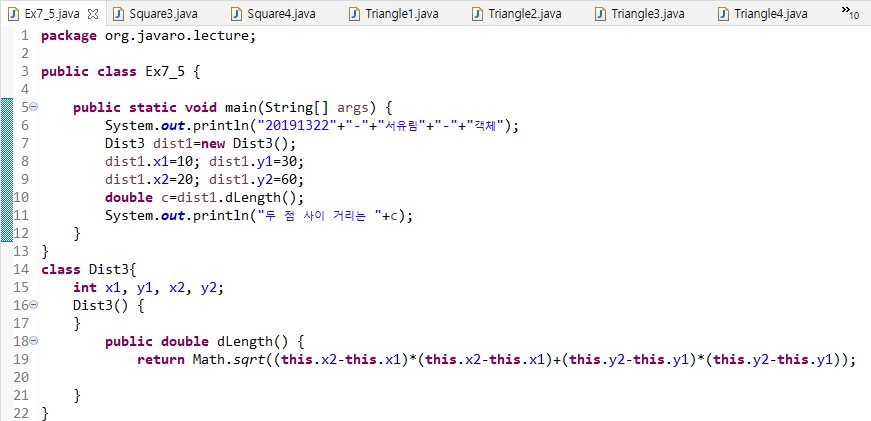 Ex7_5.java Square3.java Square4.java Triangle1.java Triangle2.java Triangle3.java Triangle4.java »10
1 package org.javaro.lecture;
2
3 public class Ex7_5 {
4
5 public static void main(String[] args) {
6 System.out.println("20191322"+"-"+"서유림"+"-"+"객체");
7 Dist3 dist1=new Dist3();
8 dist1.x1=10; dist1.y1=30;
9 dist1.x2=20; dist1.y2=60;
10 double c=dist1.dLength();
11 System.out.println("두 점 사이 거리는 "+c);
12 }
13 }
14 class Dist3{
15 int x1, y1, x2, y2;
16 Dist3() {
17 }
18 public double dLength() {
19 return Math.sqrt((this.x2-this.x1)*(this.x2-this.x1)+(this.y2-this.y1)*(this.y2-this.y1));
20
21 }
22 }